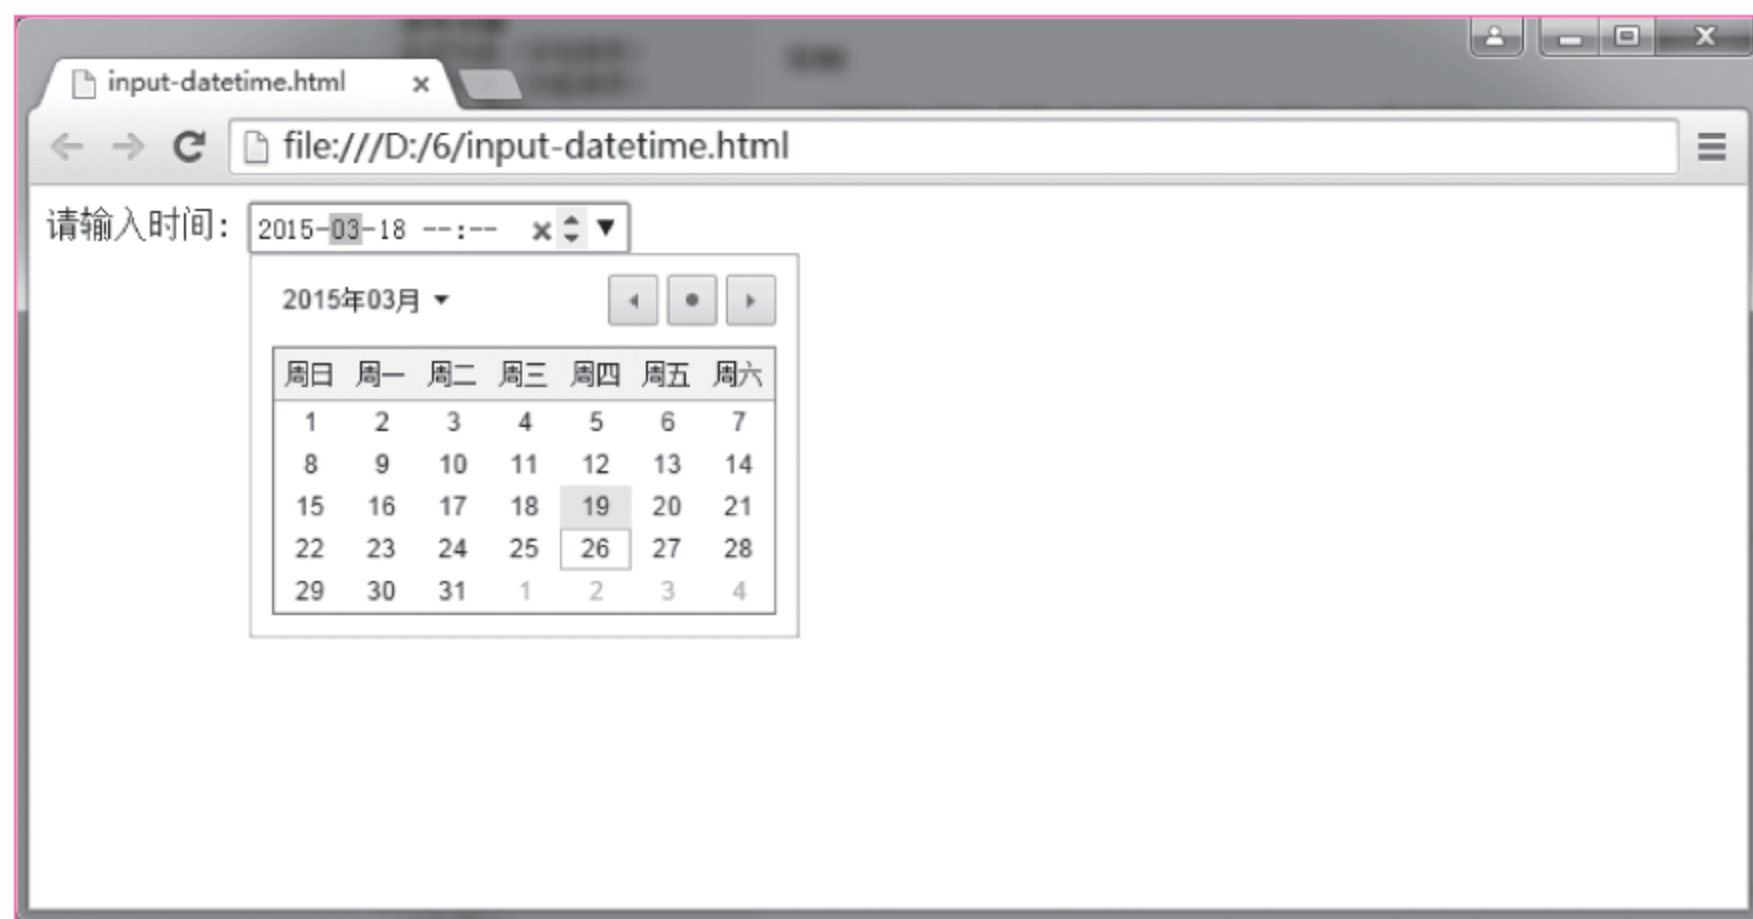 input-datetime.html
file:///D:/6/input-datetime.html
请输入时间: 2015-03-18 --:--
2015年03月
周日 周一 周二 周三 周四 周五 周六
1 2 3 4 5 6 7
8 9 10 11 12 13 14
15 16 17 18 19 20 21
22 23 24 25 26 27 28
29 30 31 1 2 3 4